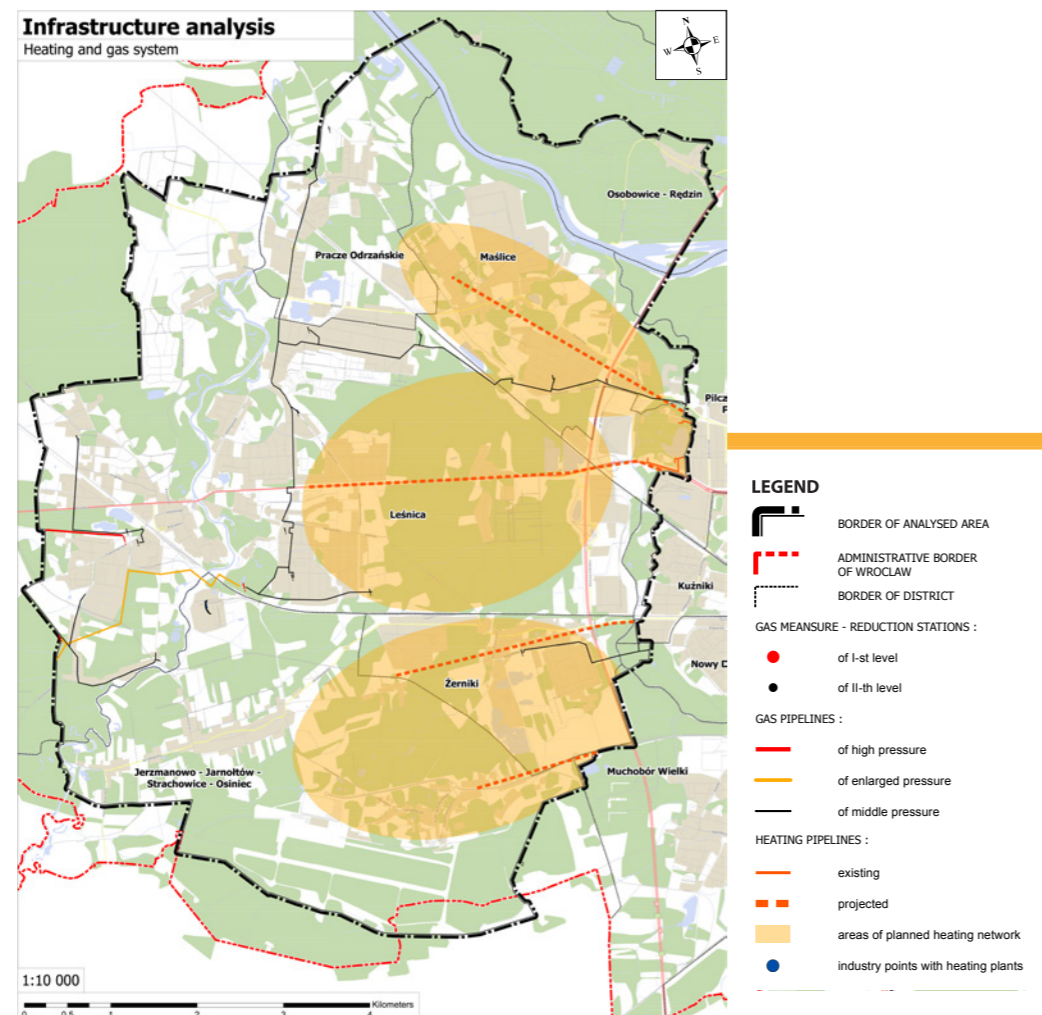 Infrastructure analysis
Heating and gas system
N
W E
S
Osobowice - Rędzin
Pracze Odrzańskie
Maślice
Pilcz
P
Leśnica
Kuźniki
Nowy D
Żerniki
Jerzmanowo - Jarnołtów -
Strachowice - Osiniec
Muchobór Wielki
1:10 000
Kilometers
0 0.5 1 2 3 4
LEGEND
BORDER OF ANALYSED AREA
ADMINISTRATIVE BORDER
OF WROCLAW
BORDER OF DISTRICT
GAS MEANSURE - REDUCTION STATIONS :
of I-st level
of II-th level
GAS PIPELINES :
of high pressure
of enlarged pressure
of middle pressure
HEATING PIPELINES :
existing
projected
areas of planned heating network
industry points with heating plants